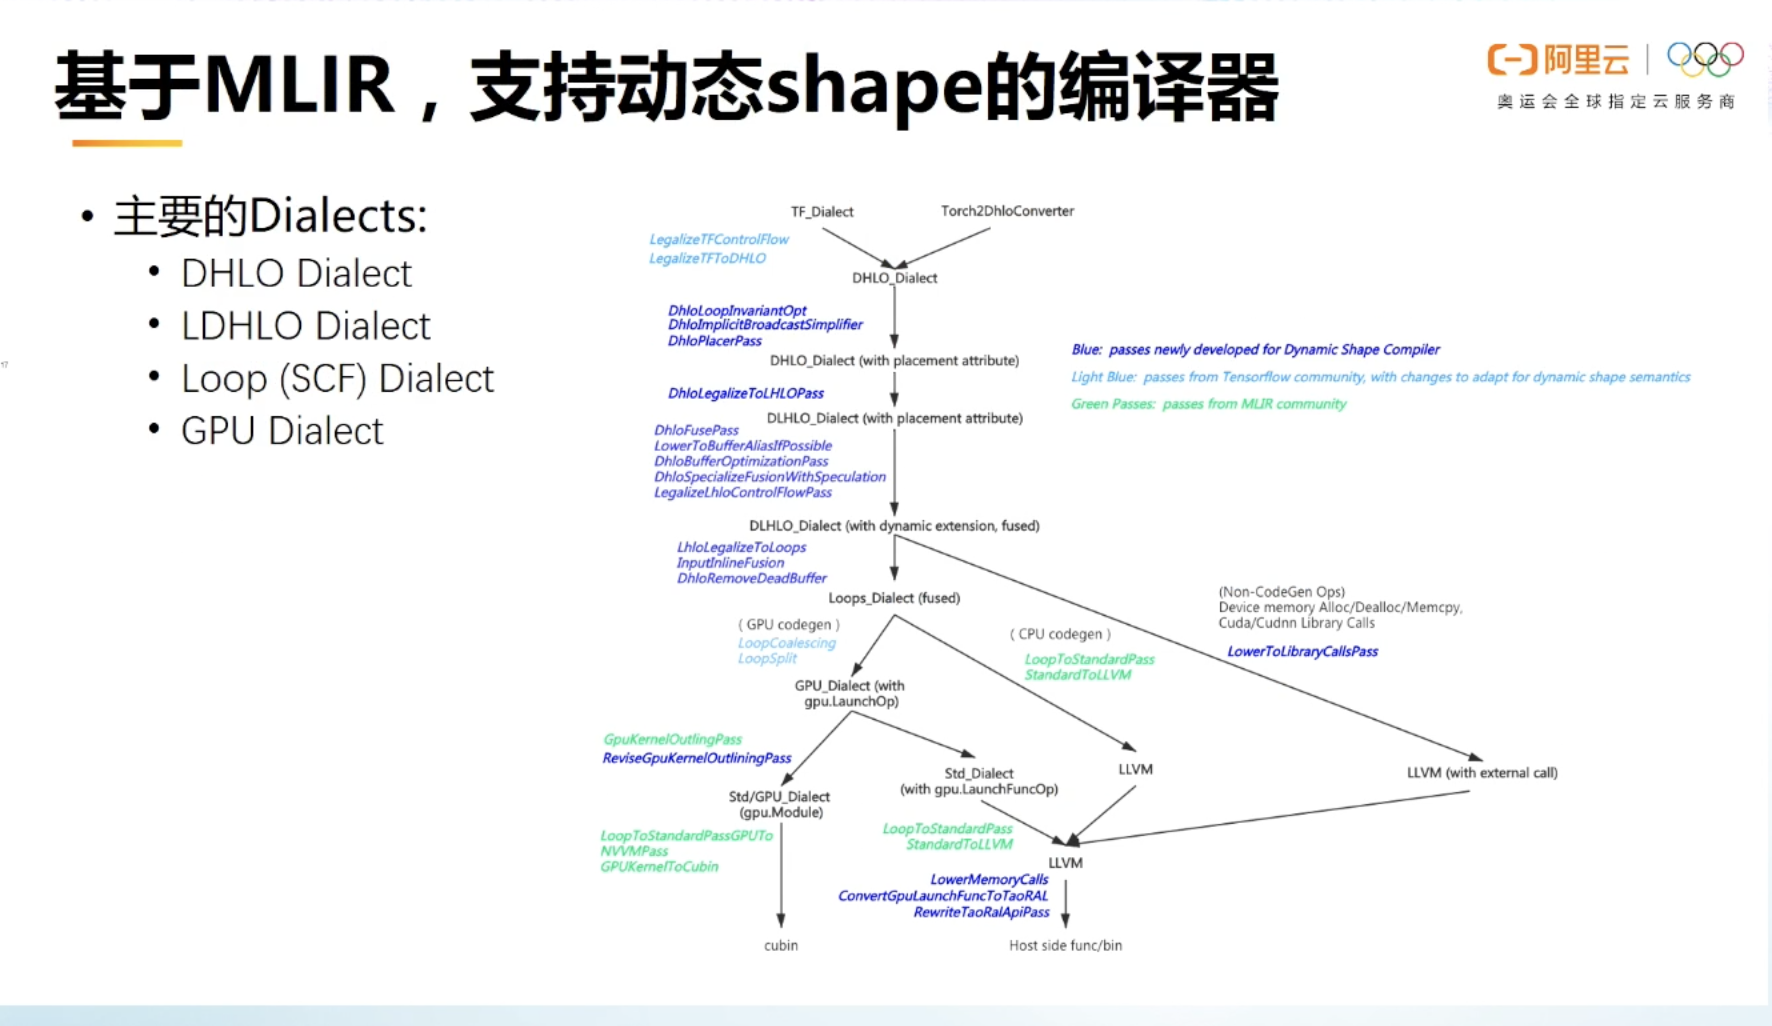 基于MLIR，支持动态shape的编译器
阿里云
奥运会全球指定云服务商
• 主要的Dialects:
• DHLO Dialect
• LDHLO Dialect
• Loop (SCF) Dialect
• GPU Dialect
17
TF_Dialect
Torch2DhloConverter
LegalizeTFControlFlow
LegalizeTFToDHLO
DHLO_Dialect
DhloLoopInvariantOpt
DhloImplicitBroadcastSimplifier
DhloPlacerPass
DHLO_Dialect (with placement attribute)
DhloLegalizeToLHLOPass
DLHLO_Dialect (with placement attribute)
Blue: passes newly developed for Dynamic Shape Compiler
Light Blue: passes from Tensorflow community, with changes to adapt for dynamic shape semantics
Green Passes: passes from MLIR community
DhloFusePass
LowerToBufferAliasIfPossible
DhloBufferOptimizationPass
DhloSpecializeFusionWithSpeculation
LegalizeLhloControlFlowPass
DLHLO_Dialect (with dynamic extension, fused)
LhloLegalizeToLoops
InputInlineFusion
DhloRemoveDeadBuffer
Loops_Dialect (fused)
( GPU codegen )
LoopCoalescing
LoopSplit
( CPU codegen )
LoopToStandardPass
StandardToLLVM
(Non-CodeGen Ops)
Device memory Alloc/Dealloc/Memcpy,
Cuda/Cudnn Library Calls
LowerToLibraryCallsPass
GPU_Dialect (with
gpu.LaunchOp)
GpuKernelOutlingPass
ReviseGpuKernelOutliningPass
Std/GPU_Dialect
(gpu.Module)
Std_Dialect
(with gpu.LaunchFuncOp)
LLVM
LLVM (with external call)
LoopToStandardPassGPUTo
NVVMPass
GPUKernelToCubin
LoopToStandardPass
StandardToLLVM
LLVM
LowerMemoryCalls
ConvertGpuLaunchFuncToTaoRAL
RewriteTaoRalApiPass
cubin
Host side func/bin